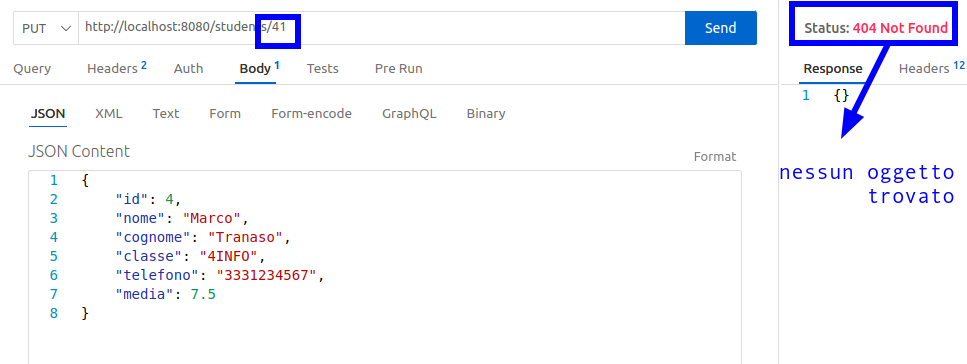 PUT http://localhost:8080/students/41 Send
Status: 404 Not Found
Query Headers 2 Auth Body 1 Tests Pre Run
Response Headers 12
1 {}
JSON XML Text Form Form-encode GraphQL Binary
JSON Content
Format
nessun oggetto
trovato
1 {
2 "id": 4,
3 "nome": "Marco",
4 "cognome": "Tranaso",
5 "classe": "4INFO",
6 "telefono": "3331234567",
7 "media": 7.5
8 }